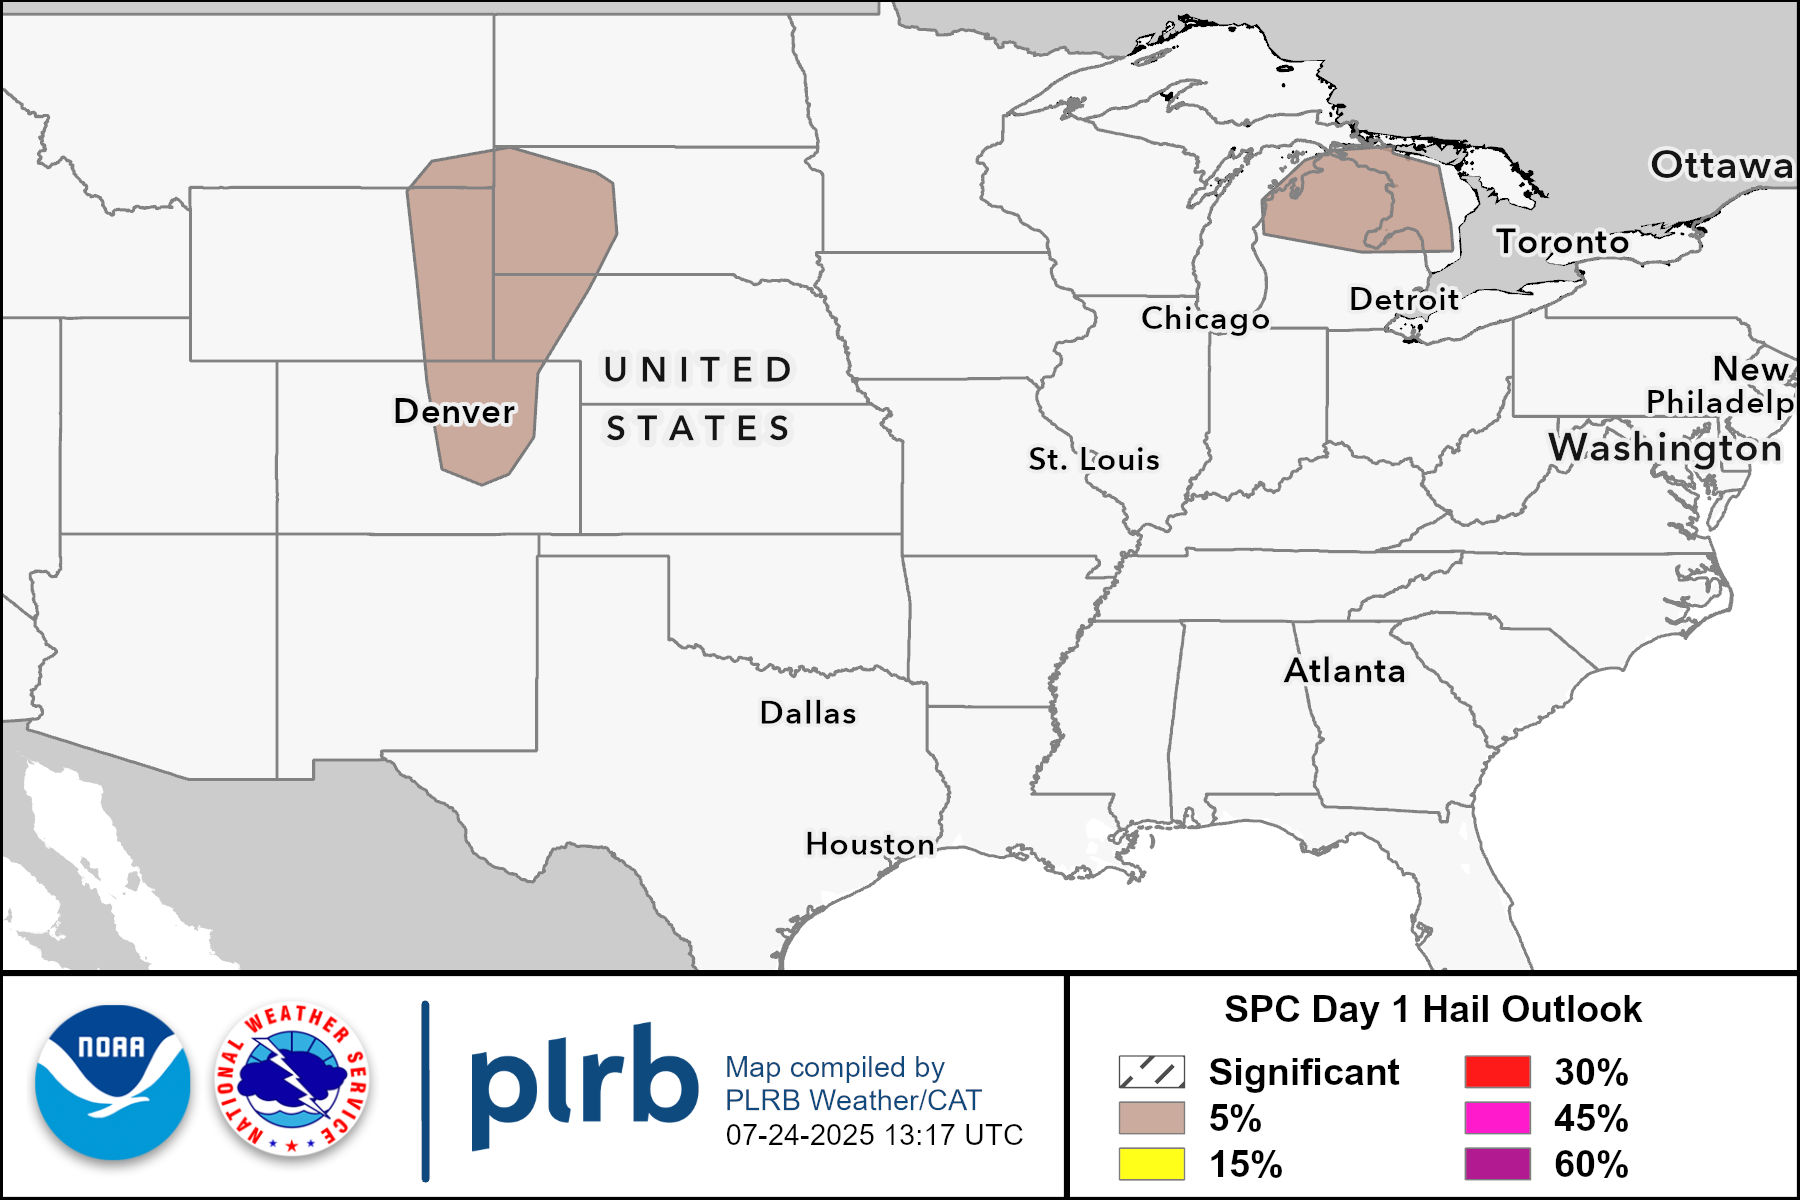 Ottawa
Toronto
Detroit
Chicago
UNITED
STATES
New
Philadelp
Denver
Washington
St. Louis
Atlanta
Dallas
Houston
NOAA
NATIONAL WEATHER SERVICE
plrb
Map compiled by
PLRB Weather/CAT
07-24-2025 13:17 UTC
SPC Day 1 Hail Outlook
Significant
5%
15%
30%
45%
60%